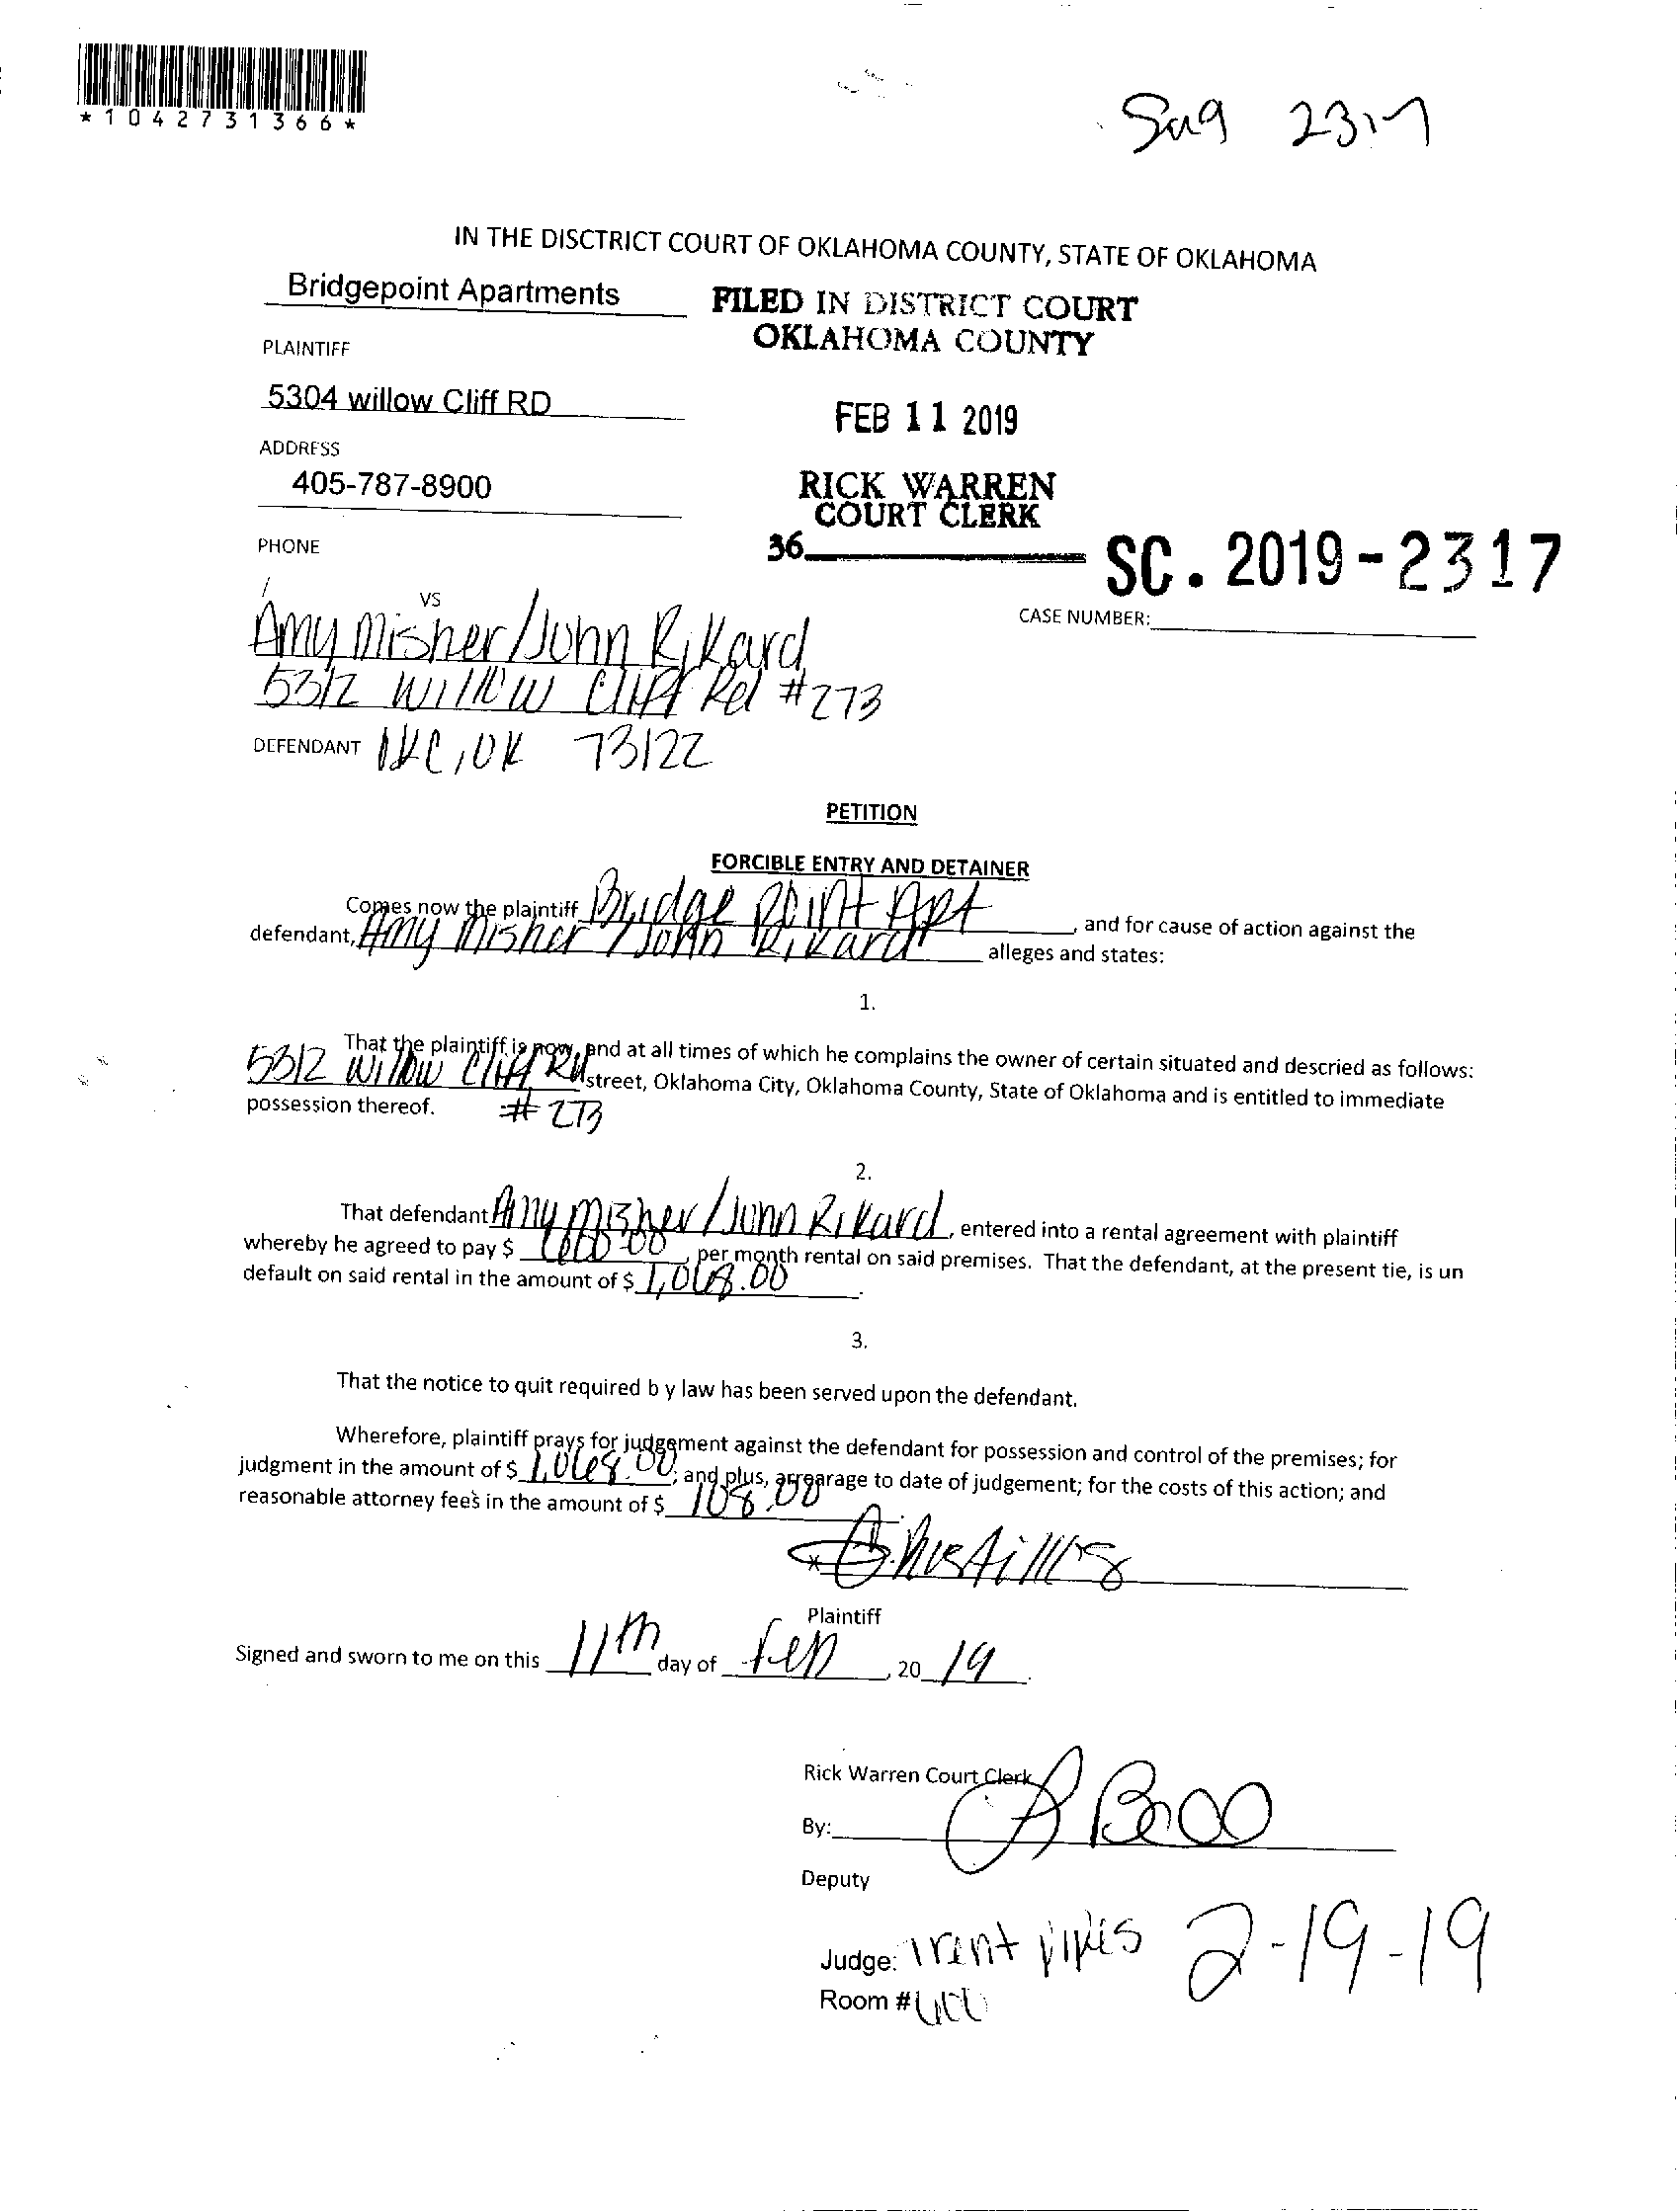 *1042731366*
Sc19 2317
IN THE DISCTRICT COURT OF OKLAHOMA COUNTY, STATE OF OKLAHOMA
Bridgepoint Apartments
FILED IN DISTRICT COURT
OKLAHOMA COUNTY
PLAINTIFF
5304 willow Cliff RD
FEB 11 2019
ADDRESS
405-787-8900
RICK WARREN
COURT CLERK
PHONE
36
SC. 2019-2317
VS
CASE NUMBER:
Amy Misher/John Rikard
5312 Willow Cliff Rd #273
DEFENDANT OKC, OK 73122
PETITION
FORCIBLE ENTRY AND DETAINER
Comes now the plaintiff Bridge Point Apt, and for cause of action against the
defendant, Amy Misher / John Rikard alleges and states:
1.
That the plaintiff is now, and at all times of which he complains the owner of certain situated and descried as follows:
5312 Willow Cliff Rd street, Oklahoma City, Oklahoma County, State of Oklahoma and is entitled to immediate
possession thereof. # 273
2.
That defendant Amy Misher/John Rikard, entered into a rental agreement with plaintiff
whereby he agreed to pay $ , per month rental on said premises. That the defendant, at the present tie, is un
default on said rental in the amount of $ 1,068.00.
3.
That the notice to quit required b y law has been served upon the defendant.
Wherefore, plaintiff prays for judgement against the defendant for possession and control of the premises; for
judgment in the amount of $ 1,068.00; and plus, arrearage to date of judgement; for the costs of this action; and
reasonable attorney fee's in the amount of $ 108.00
Plaintiff
Signed and sworn to me on this 11th day of Feb, 20 19.
Rick Warren Court Clerk
By:
Deputy
Judge: Trent pipes 2-19-19
Room #